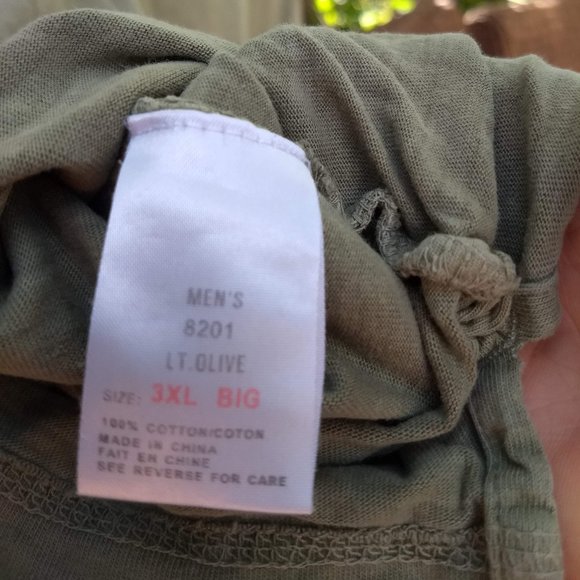 MEN'S
8201
LT.OLIVE
SIZE: 3XL BIG
100% COTTON/COTON
MADE IN CHINA
FAIT EN CHINE
SEE REVERSE FOR CARE